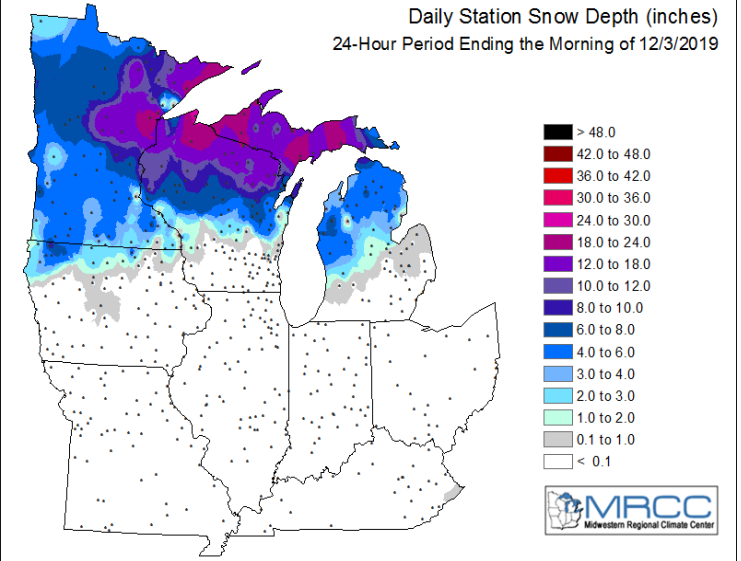 Daily Station Snow Depth (inches)
24-Hour Period Ending the Morning of 12/3/2019
> 48.0
42.0 to 48.0
36.0 to 42.0
30.0 to 36.0
24.0 to 30.0
18.0 to 24.0
12.0 to 18.0
10.0 to 12.0
8.0 to 10.0
6.0 to 8.0
4.0 to 6.0
3.0 to 4.0
2.0 to 3.0
1.0 to 2.0
0.1 to 1.0
< 0.1
MRCC
Midwestern Regional Climate Center